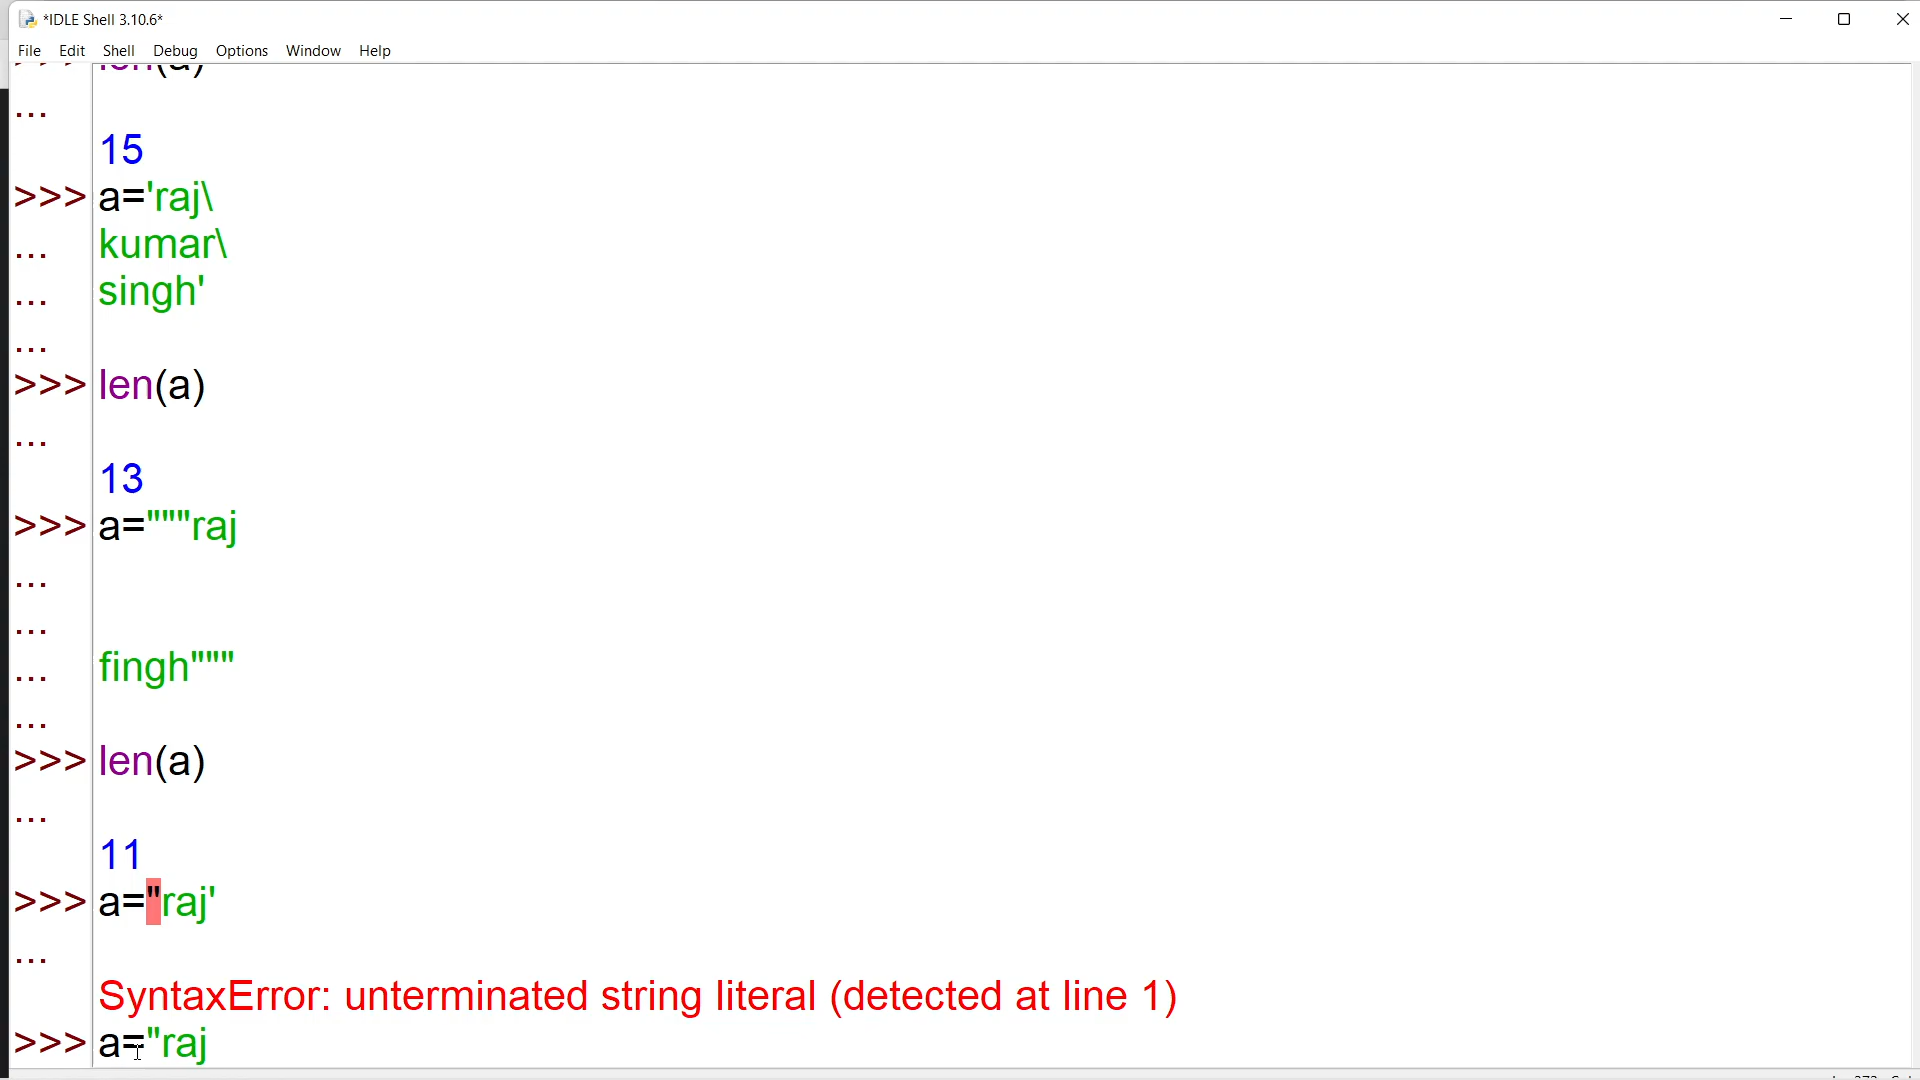 *IDLE Shell 3.10.6*
File Edit Shell Debug Options Window Help
>>> len(a)
...
15
>>> a='raj\
... kumar\
... singh'
...
>>> len(a)
...
13
>>> a="""raj
...
...
... fingh"""
...
>>> len(a)
...
11
>>> a="raj'
...
SyntaxError: unterminated string literal (detected at line 1)
>>> a="raj